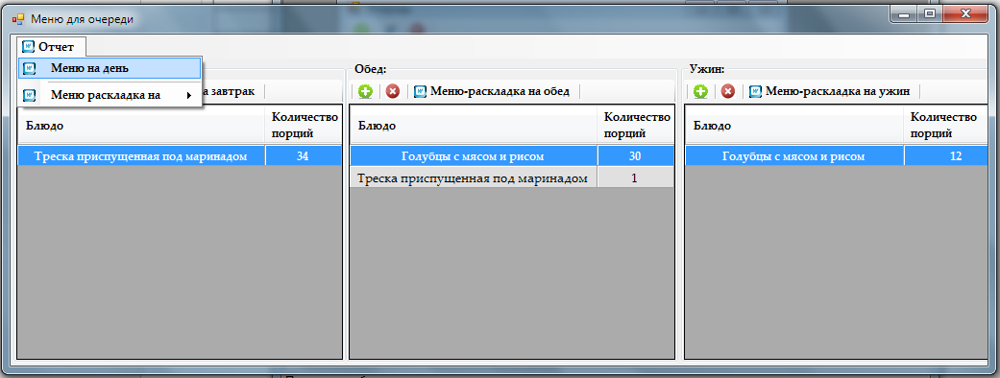 Меню для очереди
Отчет
Меню на день
Меню раскладка на
а завтрак
Обед:
Меню-раскладка на обед
Ужин:
Меню-раскладка на ужин
Блюдо
Количество
порций
Треска приспущенная под маринадом
34
Блюдо
Количество
порций
Голубцы с мясом и рисом
30
Треска приспущенная под маринадом
1
Блюдо
Количество
порций
Голубцы с мясом и рисом
12